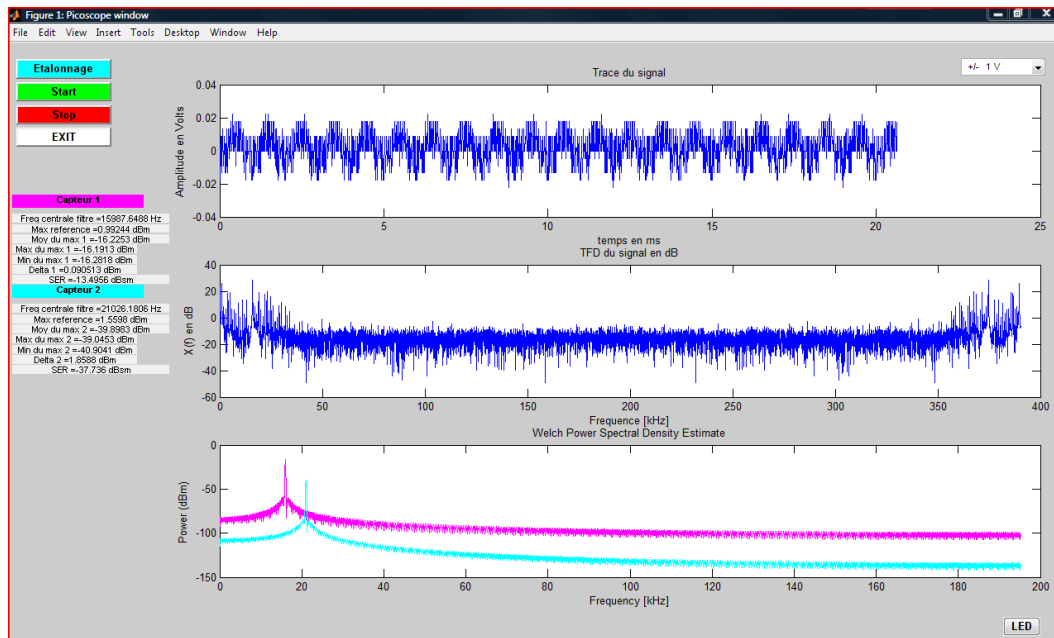 Figure 1: Picoscope window
File Edit View Insert Tools Desktop Window Help
Etalonnage
Start
Stop
EXIT
+/- 1 V
Capteur 1
Freq centrale filtre =15987.6488 Hz
Max reference =0.99244 dBm
Moy du max 1 =-16.2253 dBm
Max du max 1 =-16.1913 dBm
Min du max 1 =-16.2818 dBm
Delta 1 =0.090513 dBm
SER =-13.4956 dBsm
Capteur 2
Freq centrale filtre =21026.1806 Hz
Max reference =1.5598 dBm
Moy du max 2 =-39.8983 dBm
Max du max 2 =-39.0453 dBm
Min du max 2 =-40.9041 dBm
Delta 2 =1.8588 dBm
SER =-37.736 dBsm
Trace du signal
Amplitude en Volts
0.04
0.02
0
-0.02
-0.04
0 5 10 15 20 25
temps en ms
TFD du signal en dB
X(f) en dB
40
20
0
-20
-40
-60
0 50 100 150 200 250 300 350 400
Frequence [kHz]
Welch Power Spectral Density Estimate
Power (dBm)
0
-50
-100
-150
0 20 40 60 80 100 120 140 160 180 200
Frequency [kHz]
LED